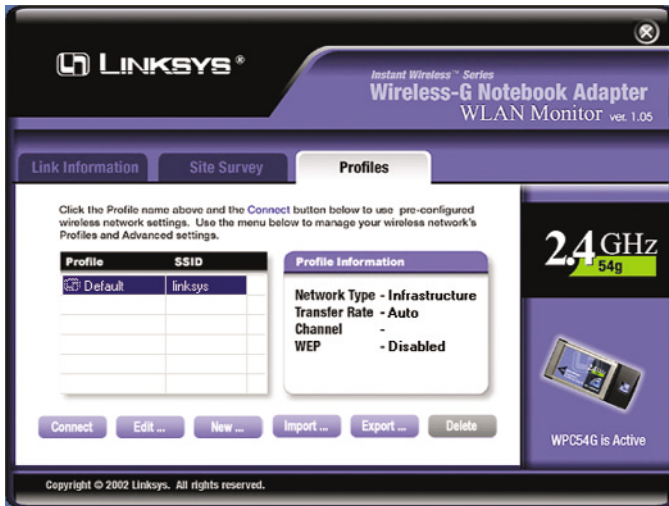 LINKSYS®
Instant Wireless™ Series
Wireless-G Notebook Adapter
WLAN Monitor ver. 1.05
Link Information
Site Survey
Profiles
Click the Profile name above and the Connect button below to use pre-configured
wireless network settings. Use the menu below to manage your wireless network's
Profiles and Advanced settings.
Profile SSID
Default linksys
Profile Information
Network Type - Infrastructure
Transfer Rate - Auto
Channel -
WEP - Disabled
2.4 GHz
54g
Connect
Edit ...
New ...
Import ...
Export ...
Delete
WPC54G is Active
Copyright © 2002 Linksys. All rights reserved.